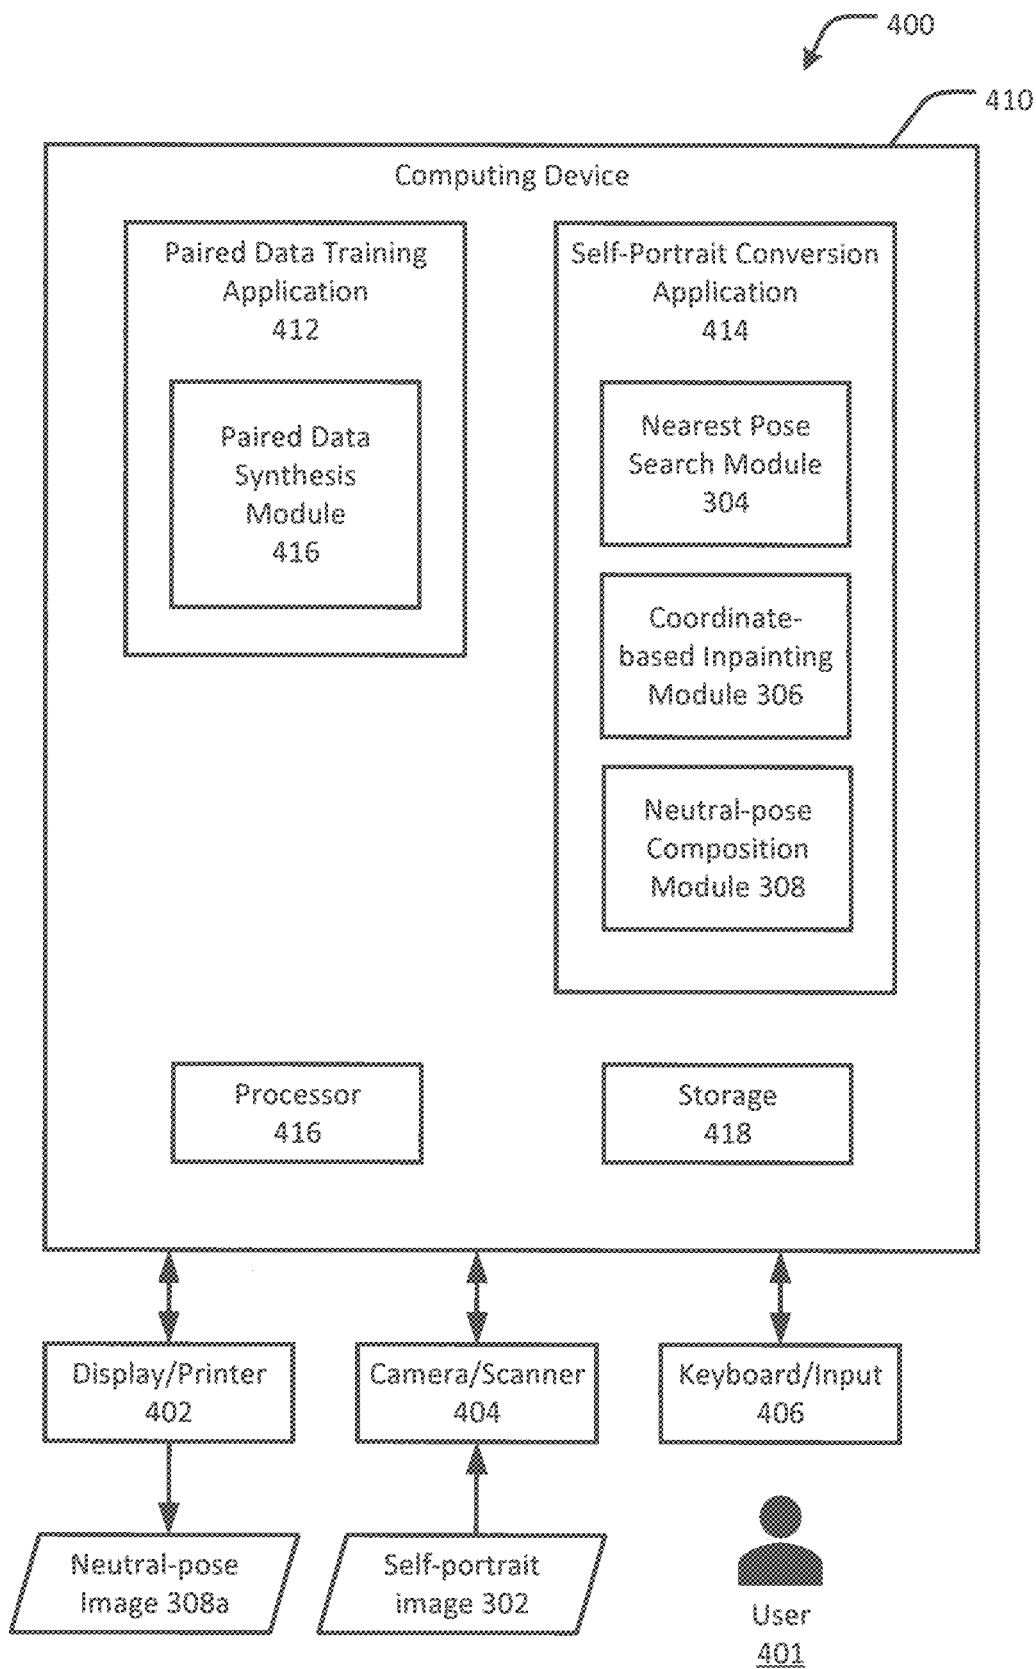 400
410
Computing Device
Paired Data Training
Application
412
Paired Data
Synthesis
Module
416
Self-Portrait Conversion
Application
414
Nearest Pose
Search Module
304
Coordinate-
based Inpainting
Module 306
Neutral-pose
Composition
Module 308
Processor
416
Storage
418
Display/Printer
402
Camera/Scanner
404
Keyboard/Input
406
Neutral-pose
Image 308a
Self-portrait
image 302
User
401